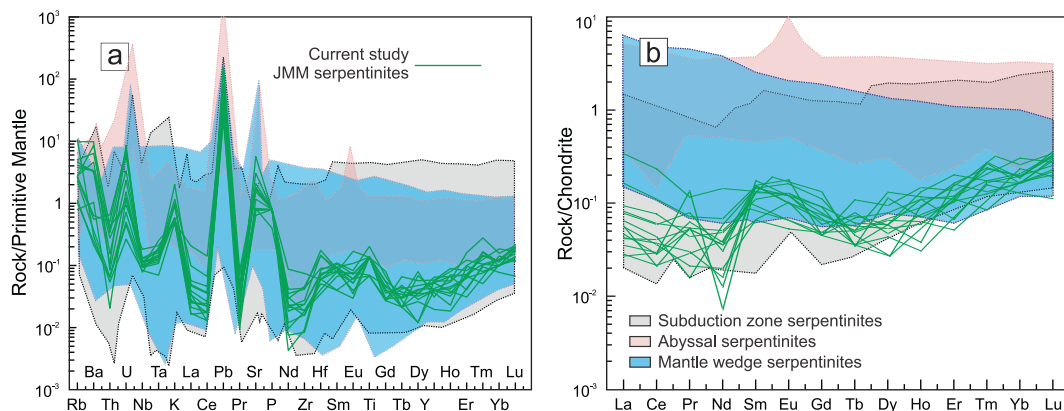 a
Current study
JMM serpentinites
Rock/Primitive Mantle
10³
10²
10¹
1
10⁻¹
10⁻²
10⁻³
Ba U Ta La Pb Sr Nd Hf Eu Gd Dy Ho Tm Lu
Rb Th Nb K Ce Pr P Zr Sm Ti Tb Y Er Yb
b
Rock/Chondrite
10¹
1
10⁻¹
10⁻²
10⁻³
Subduction zone serpentinites
Abyssal serpentinites
Mantle wedge serpentinites
La Ce Pr Nd Sm Eu Gd Tb Dy Ho Er Tm Yb Lu